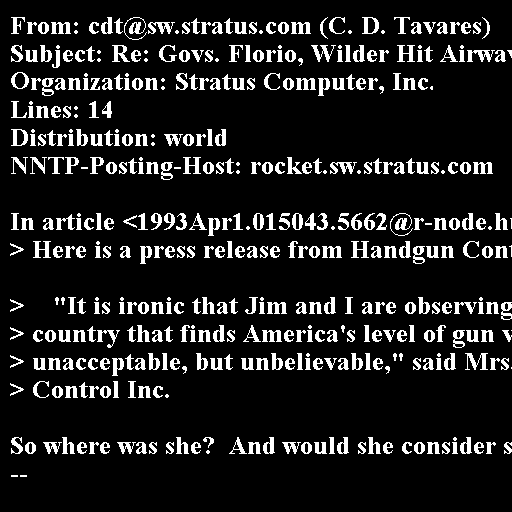 From: cdt@sw.stratus.com (C. D. Tavares)
Subject: Re: Govs. Florio, Wilder Hit
Organization: Stratus Computer, Inc.
Lines: 14
Distribution: world
NNTP-Posting-Host: rocket.sw.stratus.com
In article <1993Apr1.015043.5662@r-node.h
> Here is a press release from Handgun
>    "It is ironic that Jim and I are observing
> country that finds America's level of gun
> unacceptable, but unbelievable," said Mrs.
> Control Inc.
So where was she?  And would she consider
--